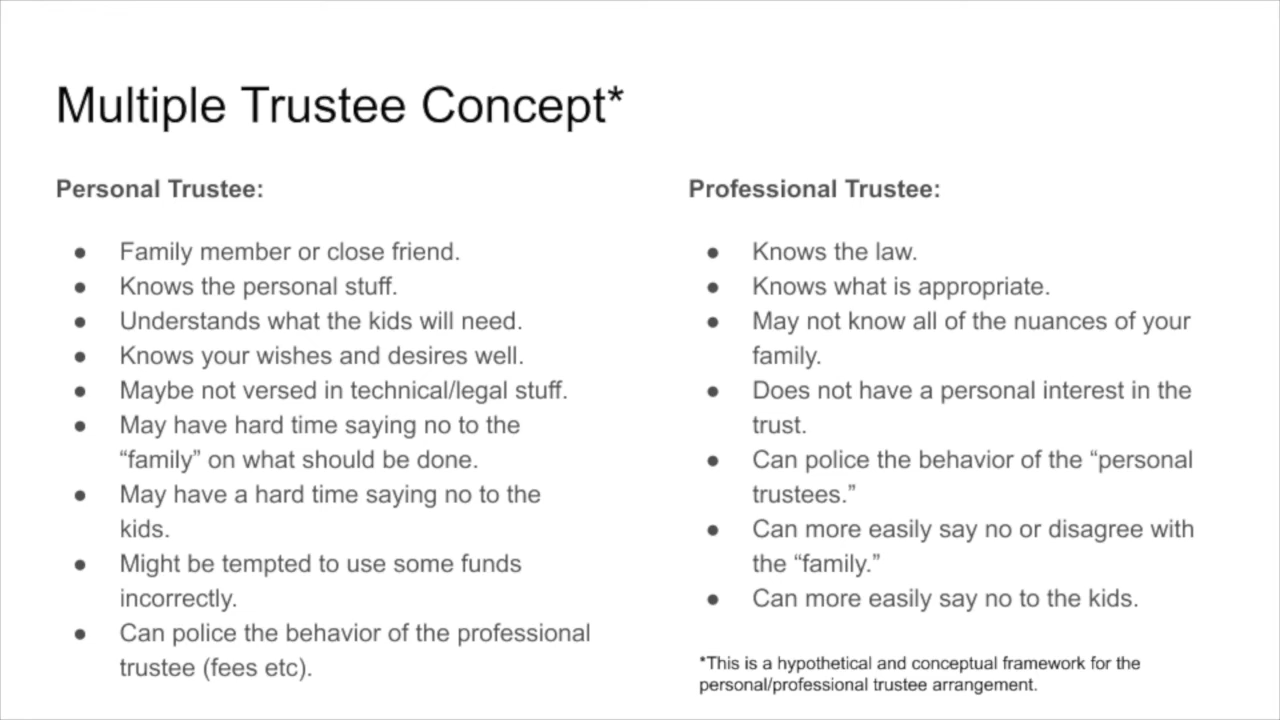 Multiple Trustee Concept*
Personal Trustee:
● Family member or close friend.
● Knows the personal stuff.
● Understands what the kids will need.
● Knows your wishes and desires well.
● Maybe not versed in technical/legal stuff.
● May have hard time saying no to the
“family” on what should be done.
● May have a hard time saying no to the
kids.
● Might be tempted to use some funds
incorrectly.
● Can police the behavior of the professional
trustee (fees etc).
Professional Trustee:
● Knows the law.
● Knows what is appropriate.
● May not know all of the nuances of your
family.
● Does not have a personal interest in the
trust.
● Can police the behavior of the “personal
trustees.”
● Can more easily say no or disagree with
the “family.”
● Can more easily say no to the kids.
*This is a hypothetical and conceptual framework for the
personal/professional trustee arrangement.